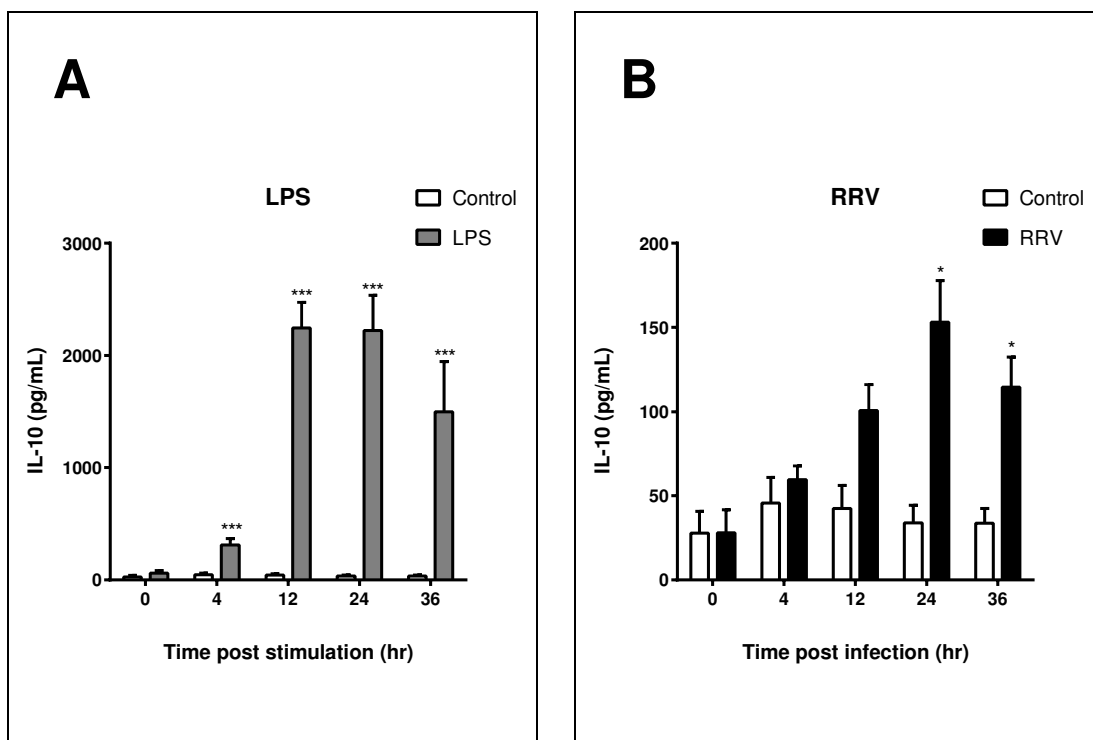 A
LPS
Control
LPS
IL-10 (pg/mL)
3000
2000
1000
0
***
***
***
***
0 4 12 24 36
Time post stimulation (hr)
B
RRV
Control
RRV
IL-10 (pg/mL)
200
150
100
50
0
*
*
0 4 12 24 36
Time post infection (hr)